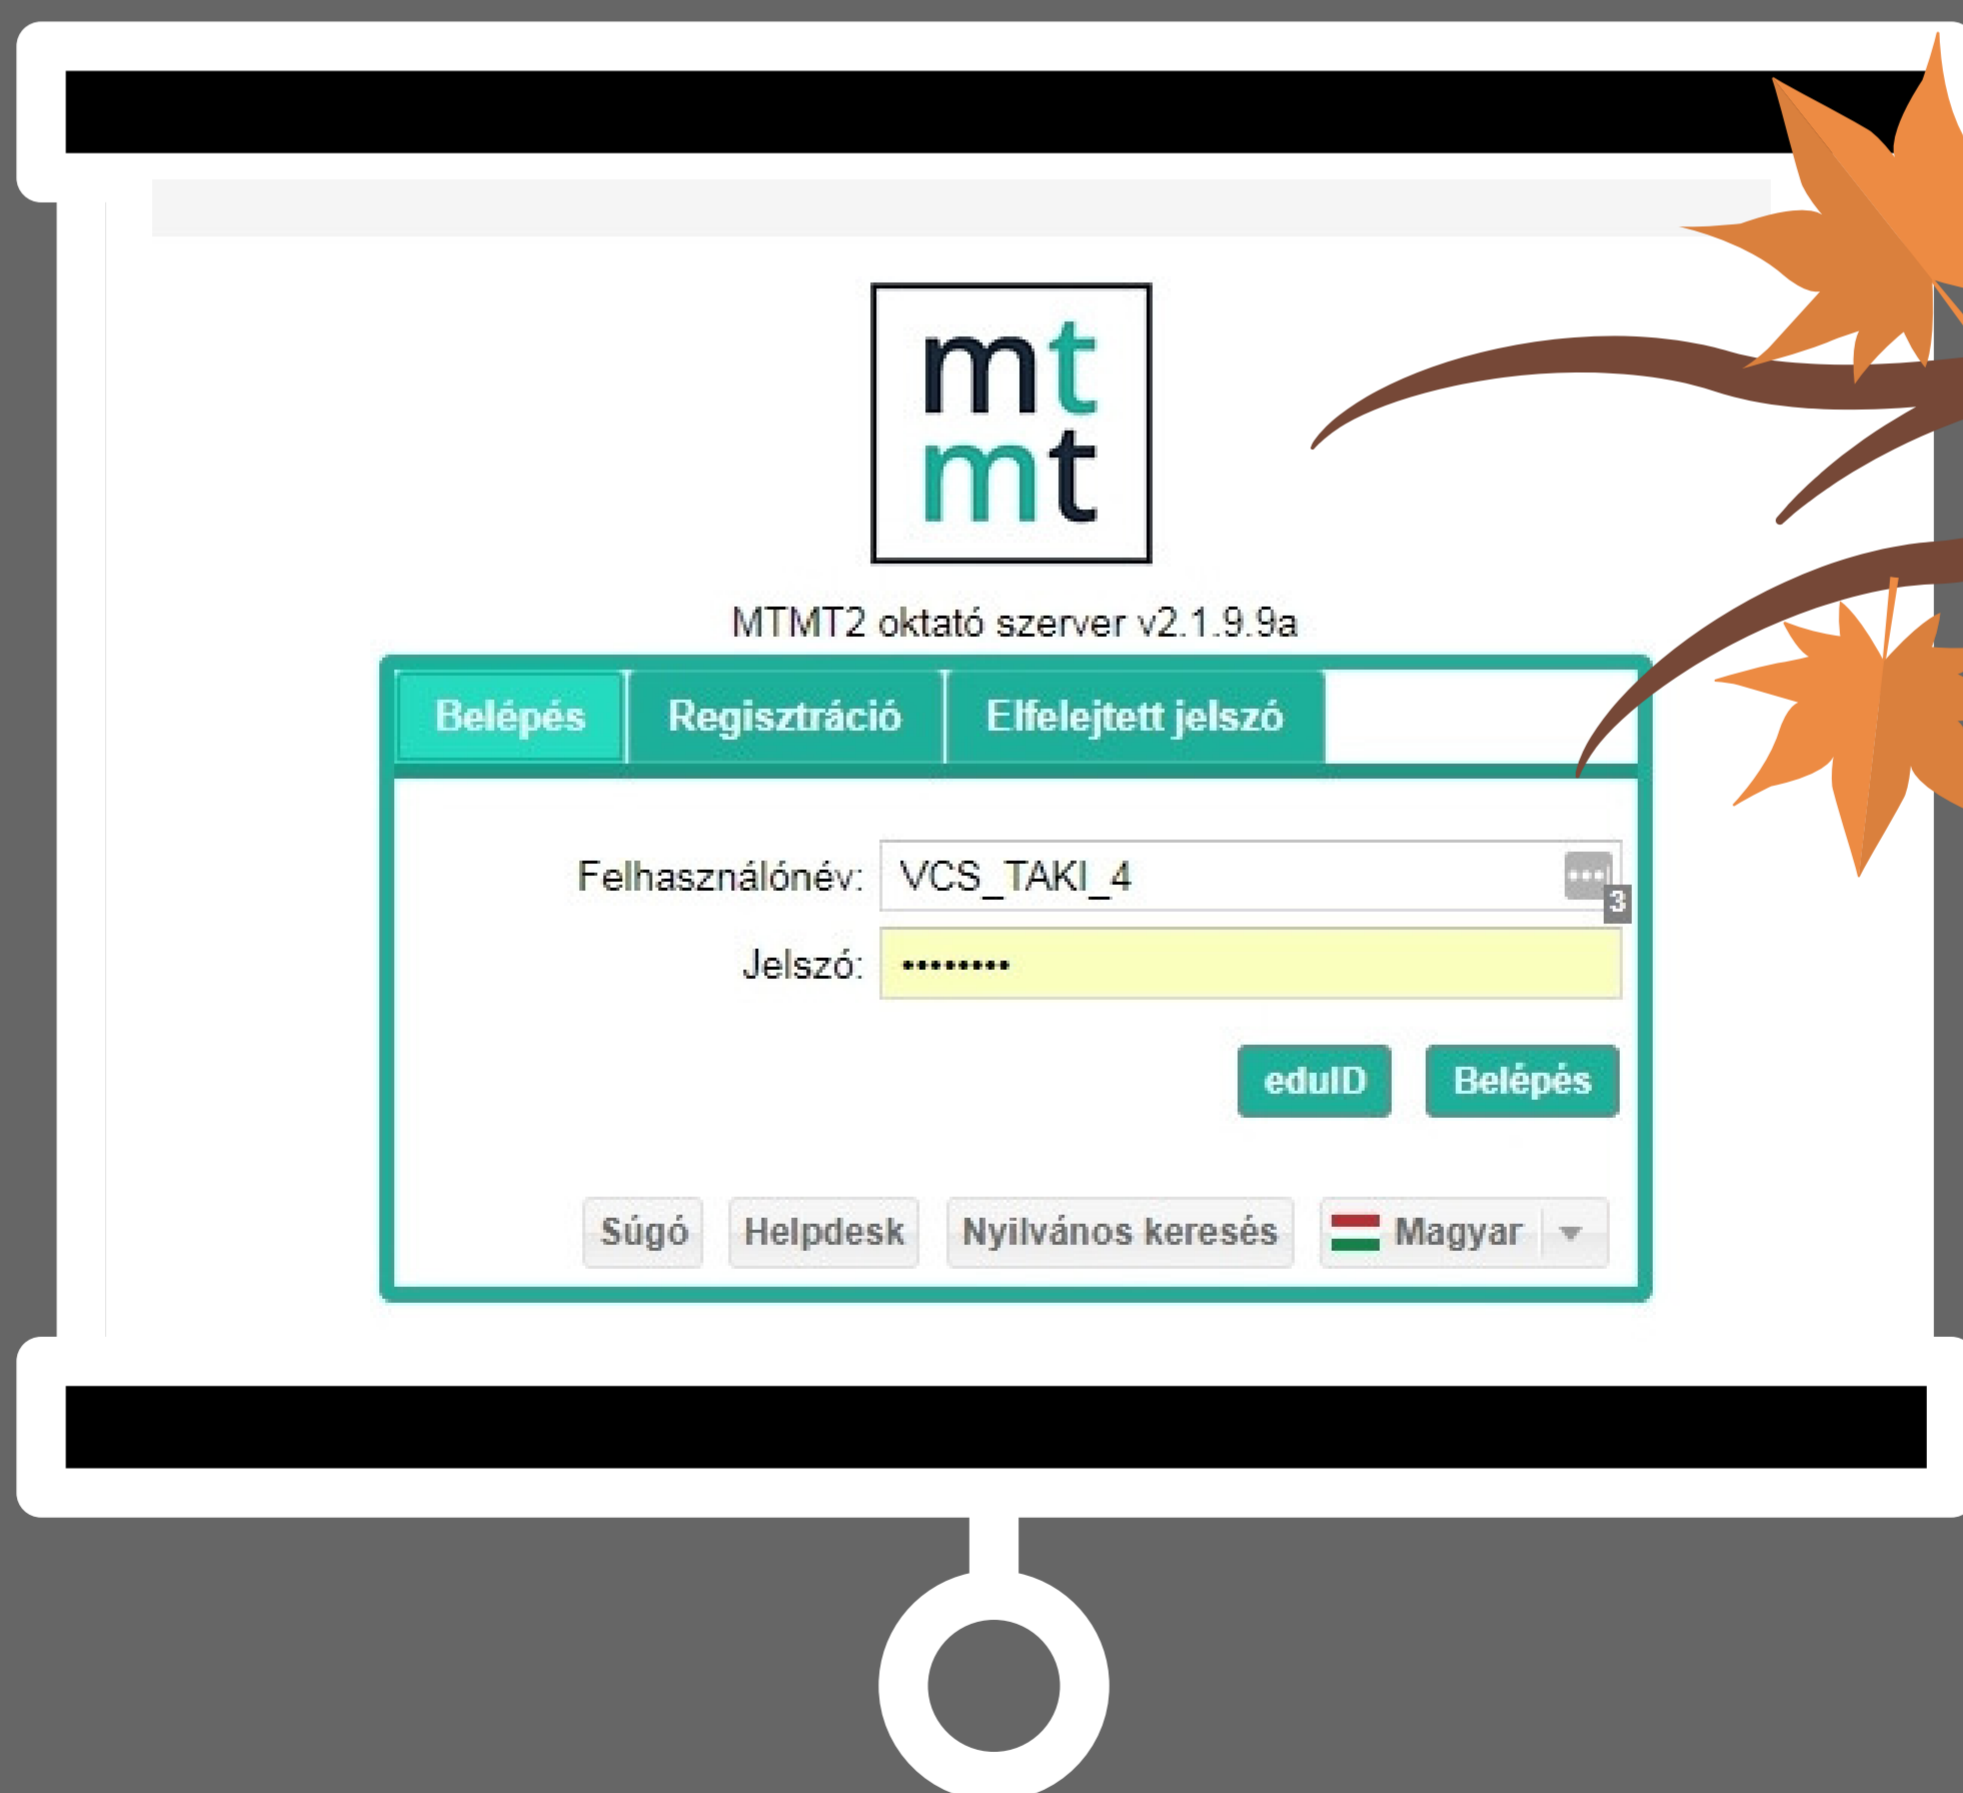 mt
mt
MTMT2 oktató szerver v2.1.9.9a
Belépés Regisztráció Elfelejtett jelszó
Felhasználónév: VCS_TAKI_4
3
Jelszó: ••••••••
eduID Belépés
Súgó Helpdesk Nyilvános keresés Magyar